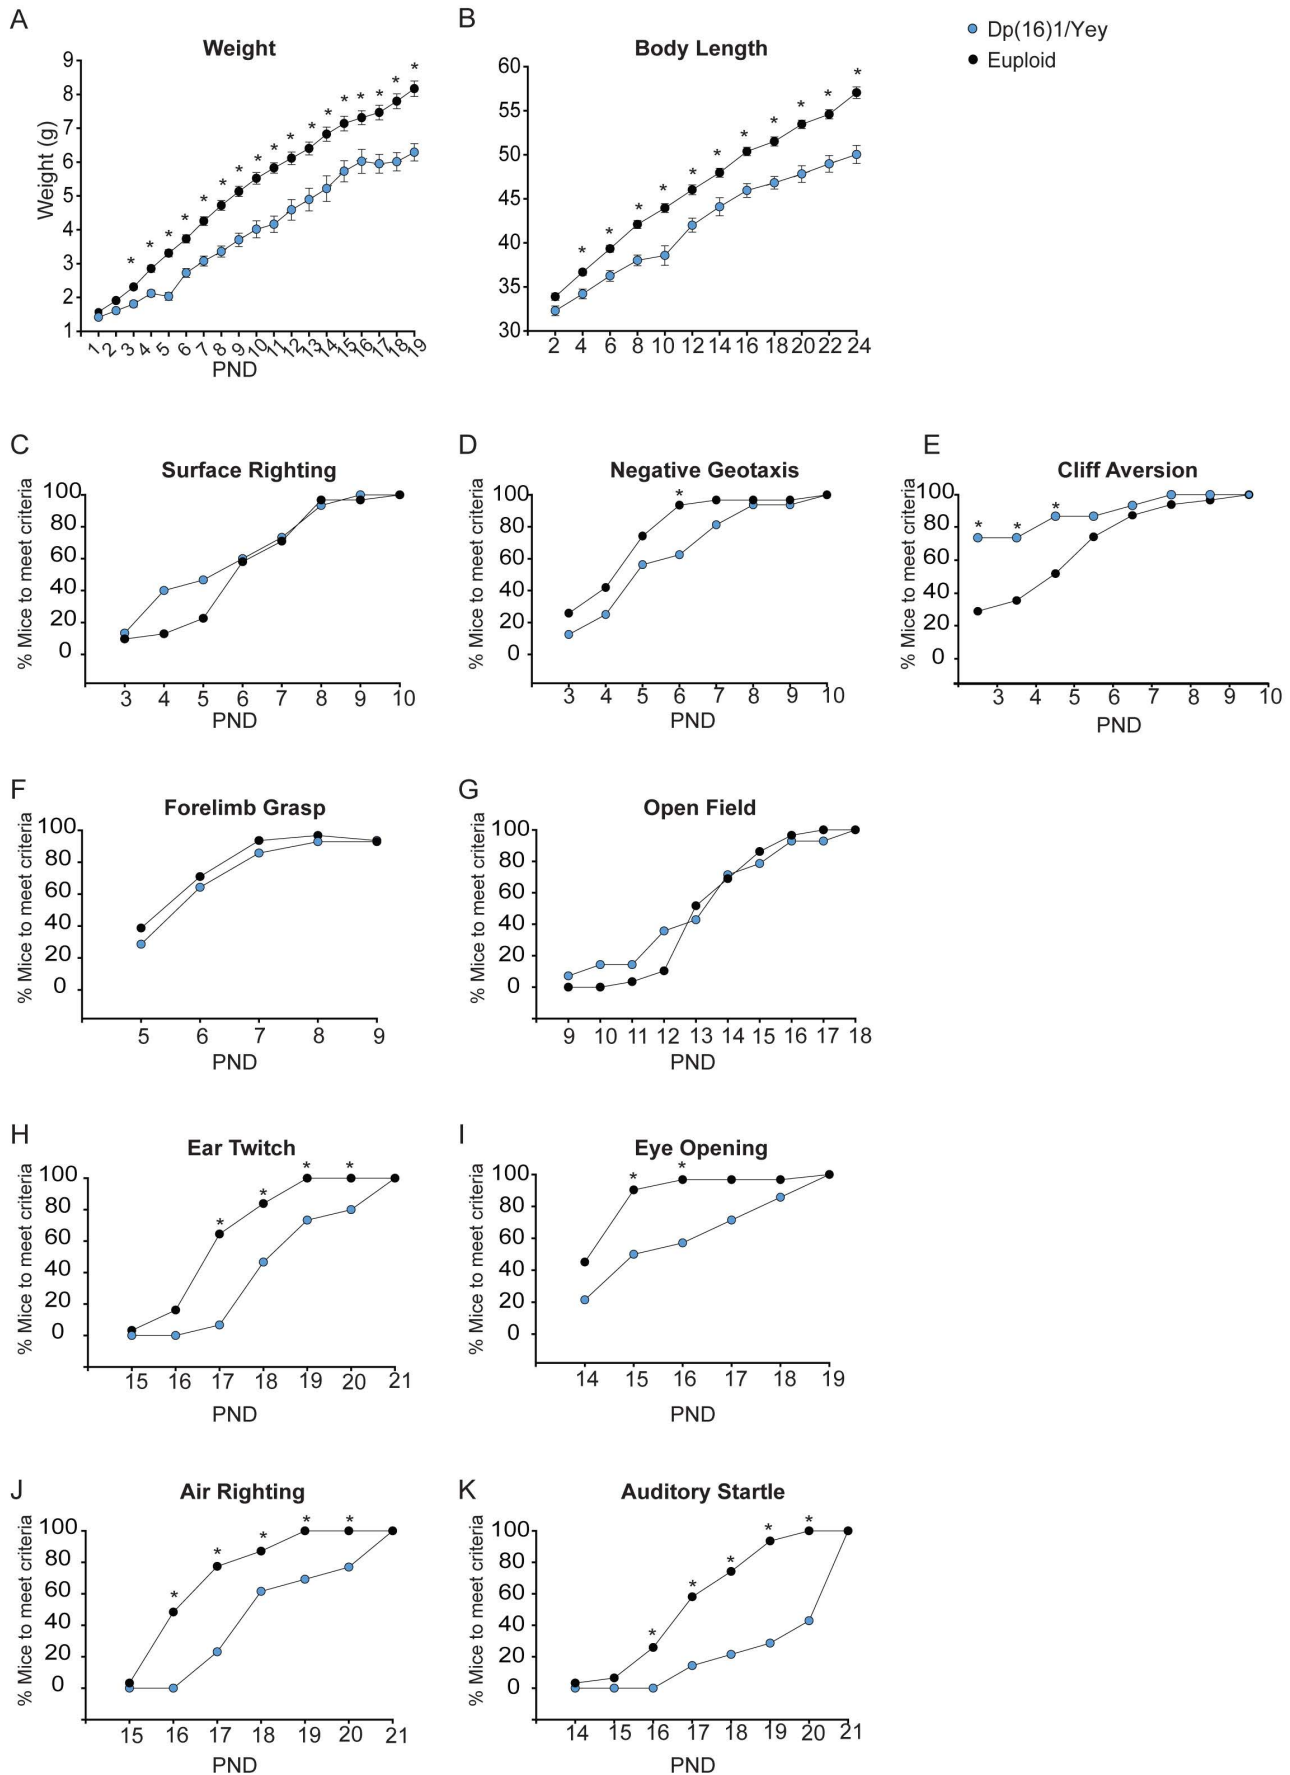 A
Weight
9
8
7
6
5
4
3
2
1
Weight (g)
* * * * * * * * * * * * * * * * *
1 2 3 4 5 6 7 8 9 10 11 12 13 14 15 16 17 18 19
PND
B
Body Length
60
55
50
45
40
35
30
* * * * * * * * * * *
2 4 6 8 10 12 14 16 18 20 22 24
PND
Dp(16)1/Yey
Euploid
C
Surface Righting
100
80
60
40
20
0
% Mice to meet criteria
3 4 5 6 7 8 9 10
PND
D
Negative Geotaxis
100
80
60
40
20
0
% Mice to meet criteria
*
3 4 5 6 7 8 9 10
PND
E
Cliff Aversion
100
80
60
40
20
0
% Mice to meet criteria
* * *
3 4 5 6 7 8 9 10
PND
F
Forelimb Grasp
100
80
60
40
20
0
% Mice to meet criteria
5 6 7 8 9
PND
G
Open Field
100
80
60
40
20
0
% Mice to meet criteria
9 10 11 12 13 14 15 16 17 18
PND
H
Ear Twitch
100
80
60
40
20
0
% Mice to meet criteria
* * * *
15 16 17 18 19 20 21
PND
I
Eye Opening
100
80
60
40
20
0
% Mice to meet criteria
* *
14 15 16 17 18 19
PND
J
Air Righting
100
80
60
40
20
0
% Mice to meet criteria
* * * * *
15 16 17 18 19 20 21
PND
K
Auditory Startle
100
80
60
40
20
0
% Mice to meet criteria
* * * * *
14 15 16 17 18 19 20 21
PND